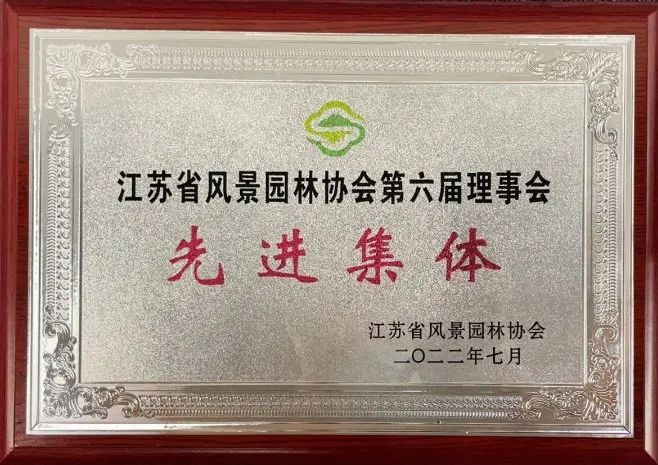 江苏省风景园林协会第六届理事会
先进集体
江苏省风景园林协会
二〇二二年七月